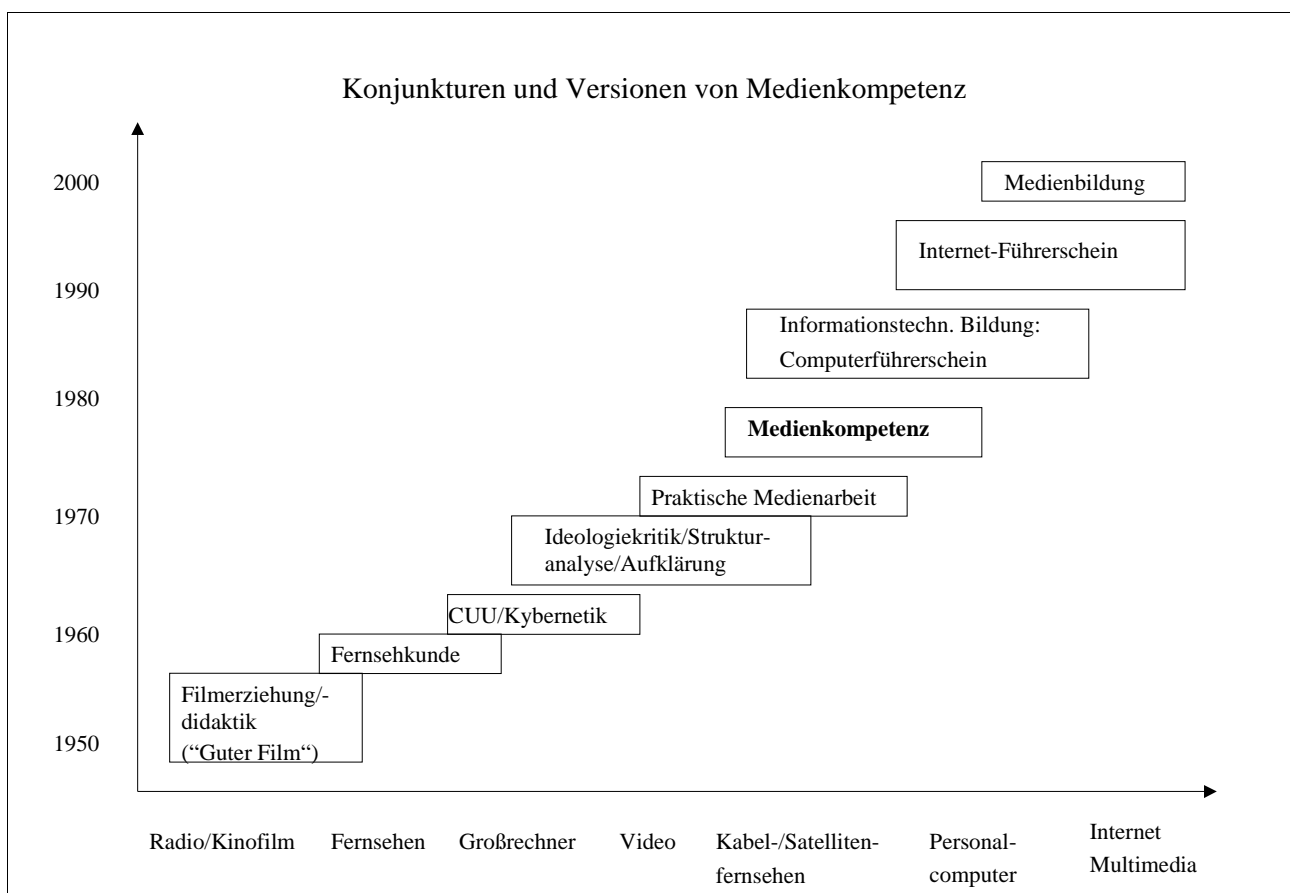 Konjunkturen und Versionen von Medienkompetenz
2000
Medienbildung
Internet-Führerschein
1990
Informationstechn. Bildung:
Computerführerschein
1980
Medienkompetenz
Praktische Medienarbeit
1970
Ideologiekritik/Struktur-
analyse/Aufklärung
CUU/Kybernetik
1960
Fernsehkunde
Filmerziehung/-
didaktik
(“Guter Film“)
1950
Radio/Kinofilm Fernsehen Großrechner Video Kabel-/Satelliten-
fernsehen
Personal-
computer
Internet
Multimedia